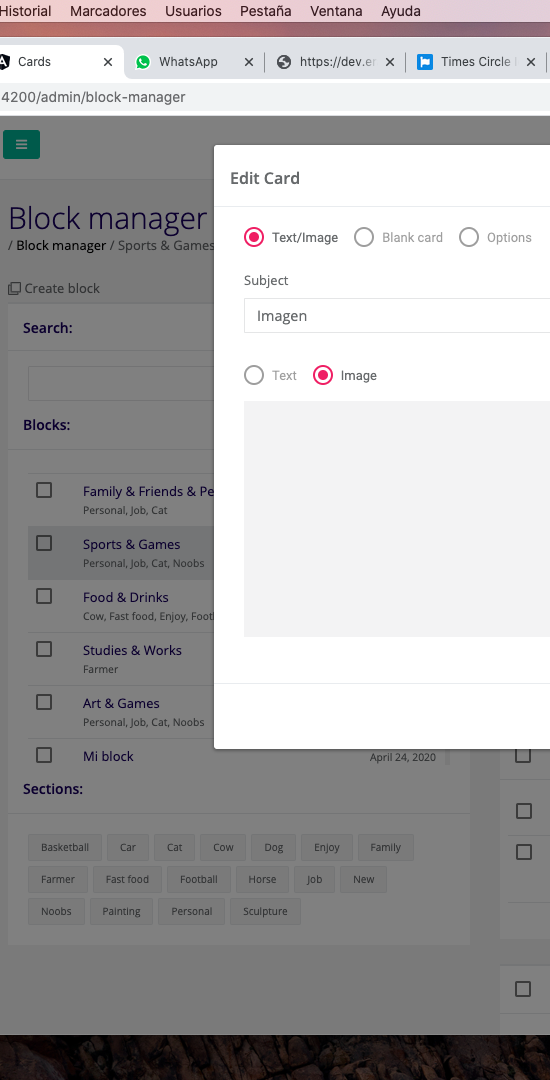 Historial Marcadores Usuarios Pestaña Ventana Ayuda
Cards WhatsApp https://dev.er Times Circle
4200/admin/block-manager
Edit Card
Block manager
/ Block manager / Sports & Games
Text/Image Blank card Options
Create block
Subject
Search:
Imagen
Text Image
Blocks:
Family & Friends & Pe
Personal, Job, Cat
Sports & Games
Personal, Job, Cat, Noobs
Food & Drinks
Cow, Fast food, Enjoy, Foot
Studies & Works
Farmer
Art & Games
Personal, Job, Cat, Noobs
Mi block April 24, 2020
Sections:
Basketball Car Cat Cow Dog Enjoy Family
Farmer Fast food Football Horse Job New
Noobs Painting Personal Sculpture